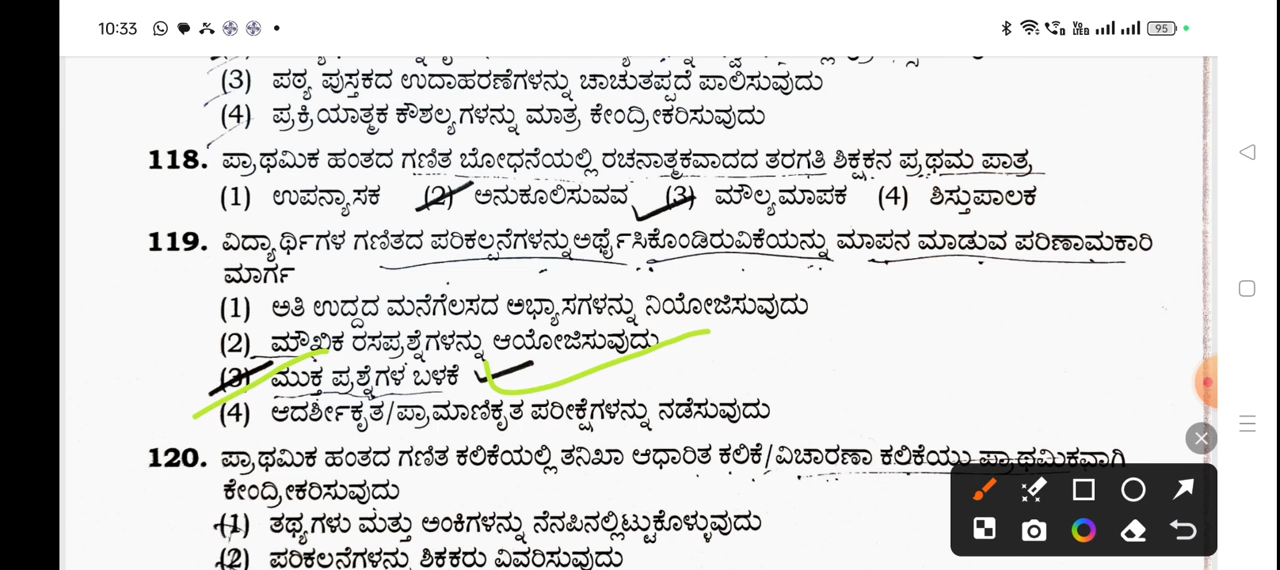 10:33
Vo
LTE
95
(3) ಪಠ್ಯ ಪುಸ್ತಕದ ಉದಾಹರಣೆಗಳನ್ನು ಚಾಚುತಪ್ಪದೆ ಪಾಲಿಸುವುದು
(4) ಪ್ರಕ್ರಿಯಾತ್ಮಕ ಕೌಶಲ್ಯಗಳನ್ನು ಮಾತ್ರ ಕೇಂದ್ರೀಕರಿಸುವುದು
118. ಪ್ರಾಥಮಿಕ ಹಂತದ ಗಣಿತ ಬೋಧನೆಯಲ್ಲಿ ರಚನಾತ್ಮಕವಾದದ ತರಗತಿ ಶಿಕ್ಷಕನ ಪ್ರಥಮ ಪಾತ್ರ
(1) ಉಪನ್ಯಾಸಕ (2) ಅನುಕೂಲಿಸುವವ (3) ಮೌಲ್ಯಮಾಪಕ (4) ಶಿಸ್ತುಪಾಲಕ
119. ವಿದ್ಯಾರ್ಥಿಗಳ ಗಣಿತದ ಪರಿಕಲ್ಪನೆಗಳನ್ನು ಅರ್ಥೈಸಿಕೊಂಡಿರುವಿಕೆಯನ್ನು ಮಾಪನ ಮಾಡುವ ಪರಿಣಾಮಕಾರಿ
ಮಾರ್ಗ
(1) ಅತಿ ಉದ್ದದ ಮನೆಗೆಲಸದ ಅಭ್ಯಾಸಗಳನ್ನು ನಿಯೋಜಿಸುವುದು
(2) ಮೌಖಿಕ ರಸಪ್ರಶ್ನೆಗಳನ್ನು ಆಯೋಜಿಸುವುದು
(3) ಮುಕ್ತ ಪ್ರಶ್ನೆಗಳ ಬಳಕೆ
(4) ಆದರ್ಶೀಕೃತ/ಪ್ರಾಮಾಣಿಕೃತ ಪರೀಕ್ಷೆಗಳನ್ನು ನಡೆಸುವುದು
120. ಪ್ರಾಥಮಿಕ ಹಂತದ ಗಣಿತ ಕಲಿಕೆಯಲ್ಲಿ ತನಿಖಾ ಆಧಾರಿತ ಕಲಿಕೆ/ವಿಚಾರಣಾ ಕಲಿಕೆಯು ಪ್ರಾಥಮಿಕವಾಗಿ
ಕೇಂದ್ರೀಕರಿಸುವುದು
(1) ತಥ್ಯಗಳು ಮತ್ತು ಅಂಕಿಗಳನ್ನು ನೆನಪಿನಲ್ಲಿಟ್ಟುಕೊಳ್ಳುವುದು
(2) ಪರಿಕಲ್ಪನೆಗಳನ್ನು ಶಿಕ್ಷಕರು ವಿವರಿಸುವುದು